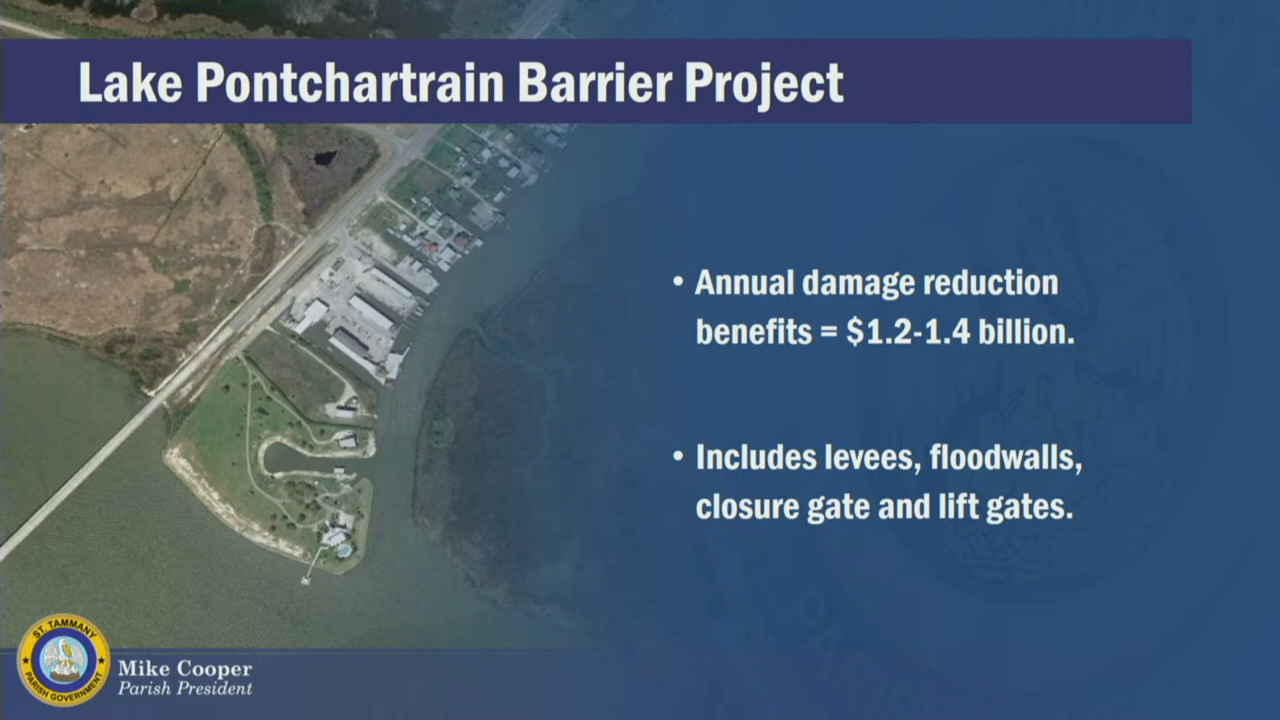 Lake Pontchartrain Barrier Project
• Annual damage reduction
benefits = $1.2-1.4 billion.
• Includes levees, floodwalls,
closure gate and lift gates.
ST. TAMMANY
PARISH GOVERNMENT
Mike Cooper
Parish President